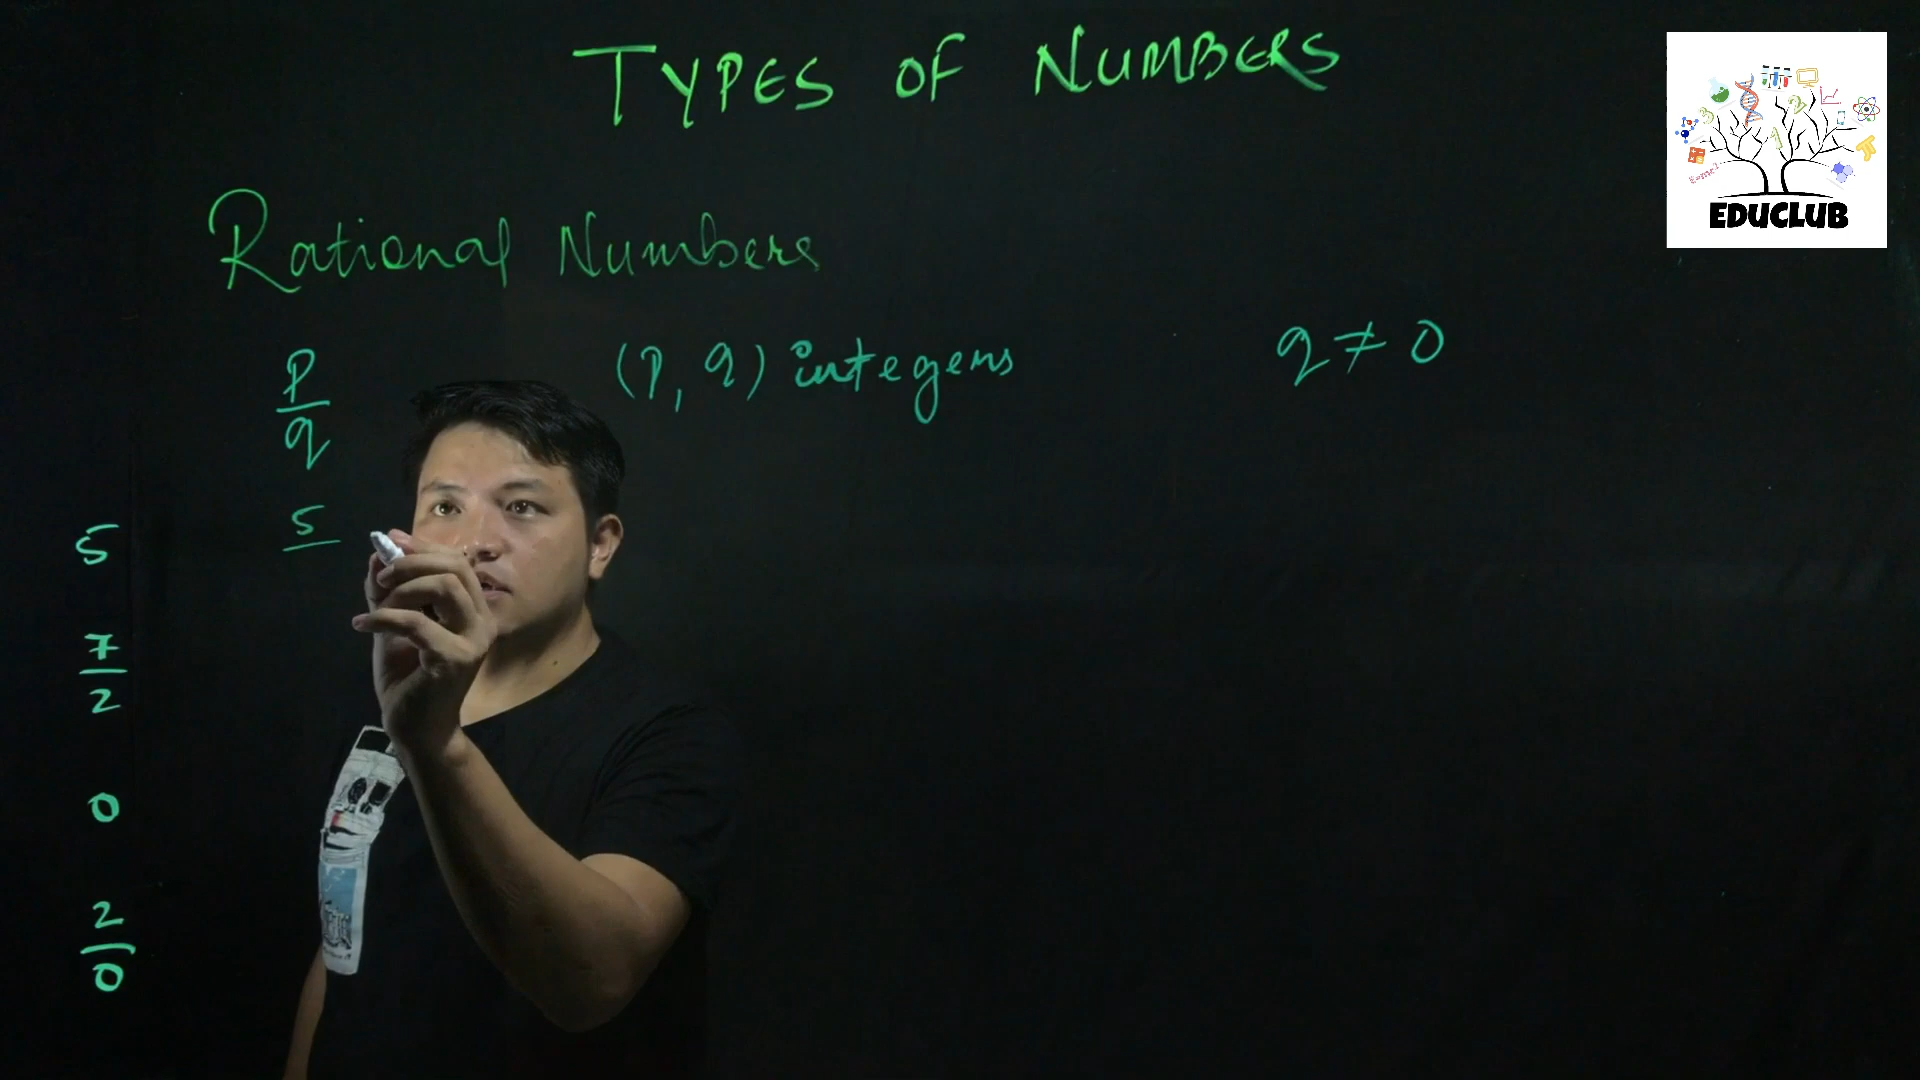 TYPES OF NUMBERS
EDUCLUB
Rational Numbers
p/q (p, q) integers q ≠ 0
5
5
7/2
0
2/0